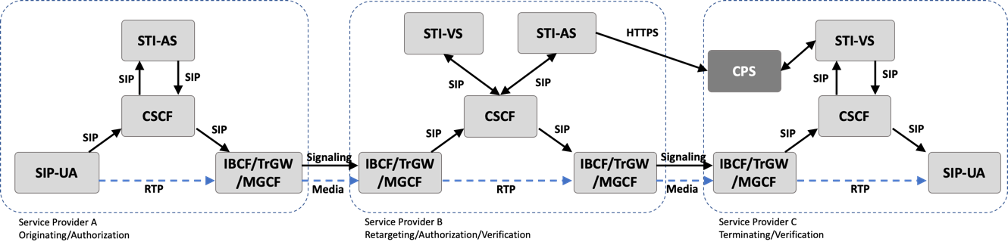 STI-AS
SIP
SIP
CSCF
SIP
SIP
SIP-UA
RTP
IBCF/TrGW
/MGCF
Service Provider A
Originating/Authorization
Signaling
Media
STI-VS
STI-AS
HTTPS
SIP
SIP
CSCF
SIP
SIP
IBCF/TrGW
/MGCF
RTP
IBCF/TrGW
/MGCF
Service Provider B
Retargeting/Authorization/Verification
Signaling
Media
CPS
STI-VS
SIP
SIP
CSCF
SIP
SIP
IBCF/TrGW
/MGCF
RTP
SIP-UA
Service Provider C
Terminating/Verification